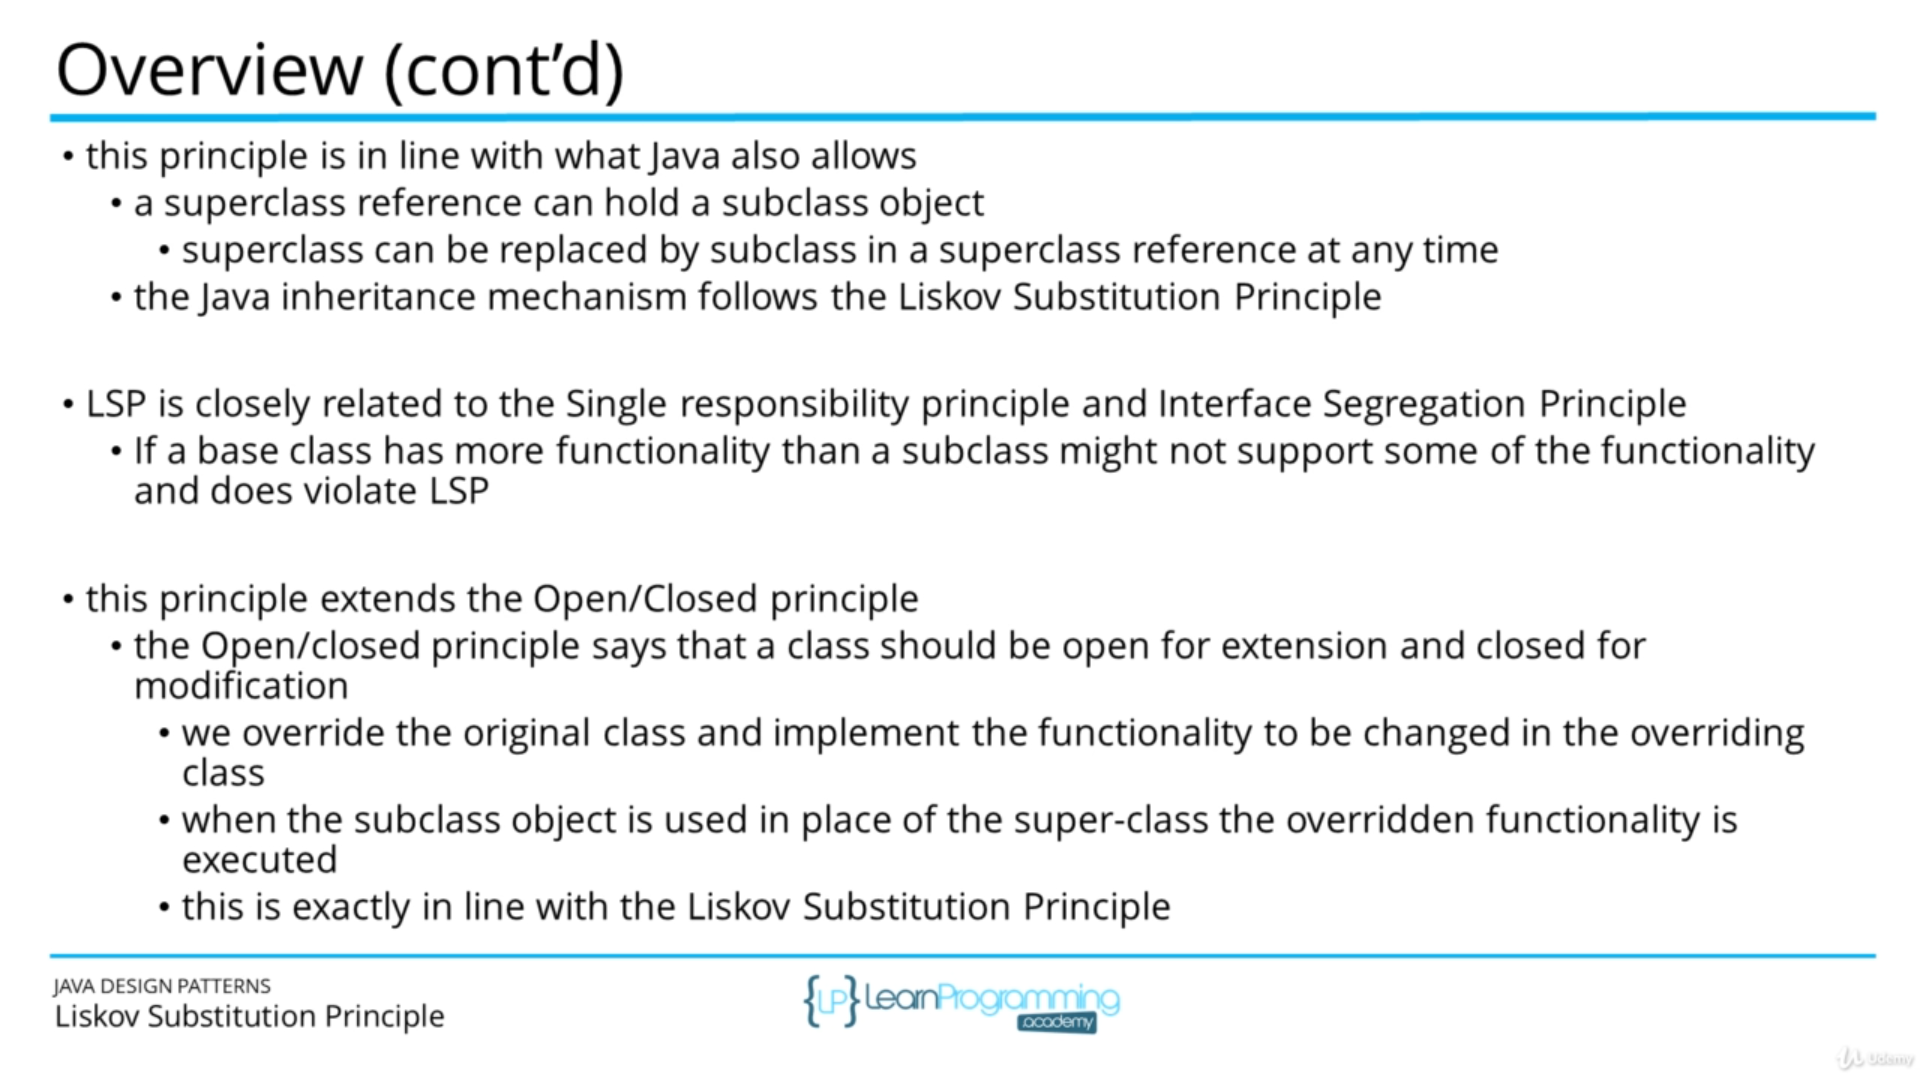 Overview (cont’d)
• this principle is in line with what Java also allows
• a superclass reference can hold a subclass object
• superclass can be replaced by subclass in a superclass reference at any time
• the Java inheritance mechanism follows the Liskov Substitution Principle
• LSP is closely related to the Single responsibility principle and Interface Segregation Principle
• If a base class has more functionality than a subclass might not support some of the functionality
and does violate LSP
• this principle extends the Open/Closed principle
• the Open/closed principle says that a class should be open for extension and closed for
modification
• we override the original class and implement the functionality to be changed in the overriding
class
• when the subclass object is used in place of the super-class the overridden functionality is
executed
• this is exactly in line with the Liskov Substitution Principle
JAVA DESIGN PATTERNS
Liskov Substitution Principle
{LP} LearnProgramming
academy
Udemy